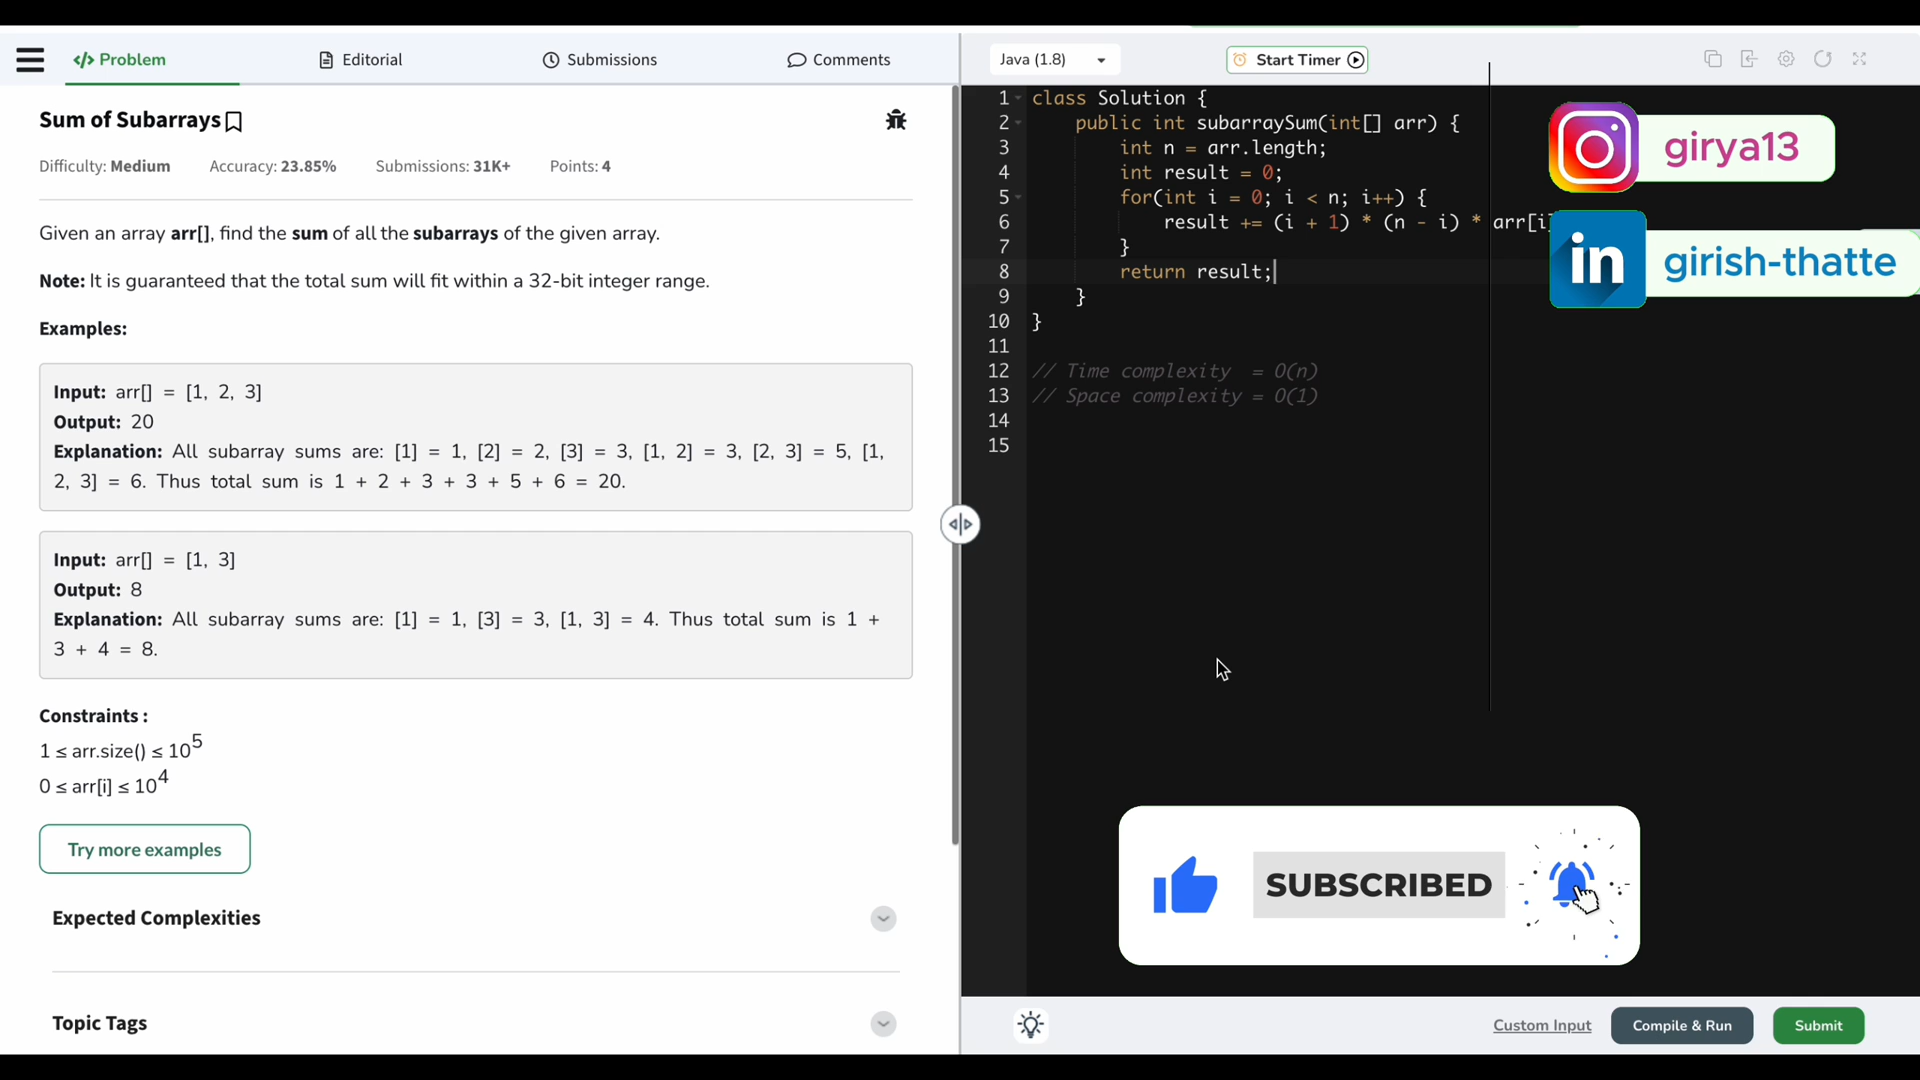 Problem
Editorial
Submissions
Comments
Sum of Subarrays
Difficulty: Medium Accuracy: 23.85% Submissions: 31K+ Points: 4
Given an array arr[], find the sum of all the subarrays of the given array.
Note: It is guaranteed that the total sum will fit within a 32-bit integer range.
Examples:
Input: arr[] = [1, 2, 3]
Output: 20
Explanation: All subarray sums are: [1] = 1, [2] = 2, [3] = 3, [1, 2] = 3, [2, 3] = 5, [1,
2, 3] = 6. Thus total sum is 1 + 2 + 3 + 3 + 5 + 6 = 20.
Input: arr[] = [1, 3]
Output: 8
Explanation: All subarray sums are: [1] = 1, [3] = 3, [1, 3] = 4. Thus total sum is 1 +
3 + 4 = 8.
Constraints :
1 ≤ arr.size() ≤ 10^5
0 ≤ arr[i] ≤ 10^4
Try more examples
Expected Complexities
Topic Tags
Java (1.8)
Start Timer
1 class Solution {
2 public int subarraySum(int[] arr) {
3 int n = arr.length;
4 int result = 0;
5 for(int i = 0; i < n; i++) {
6 result += (i + 1) * (n - i) * arr[i]
7 }
8 return result;
9 }
10 }
11
12 // Time complexity = O(n)
13 // Space complexity = O(1)
14
15
girya13
in girish-thatte
SUBSCRIBED
Custom Input
Compile & Run
Submit